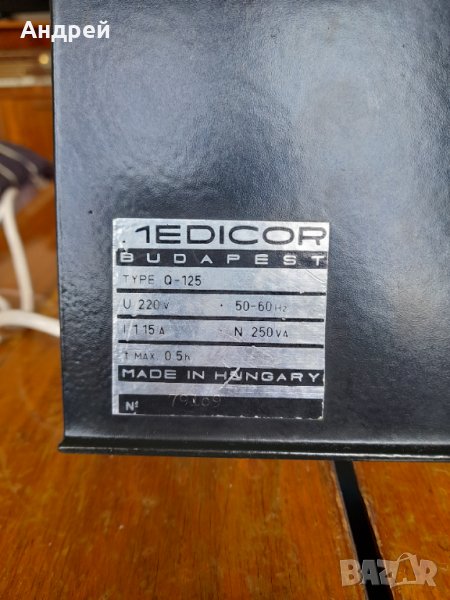 Андрей
MEDICOR
BUDAPEST
TYPE Q-125
U 220 V · 50-60 Hz
I 1.15 A · N 250 VA
t MAX. 0.5 h
MADE IN HUNGARY
Nº
BAZAR